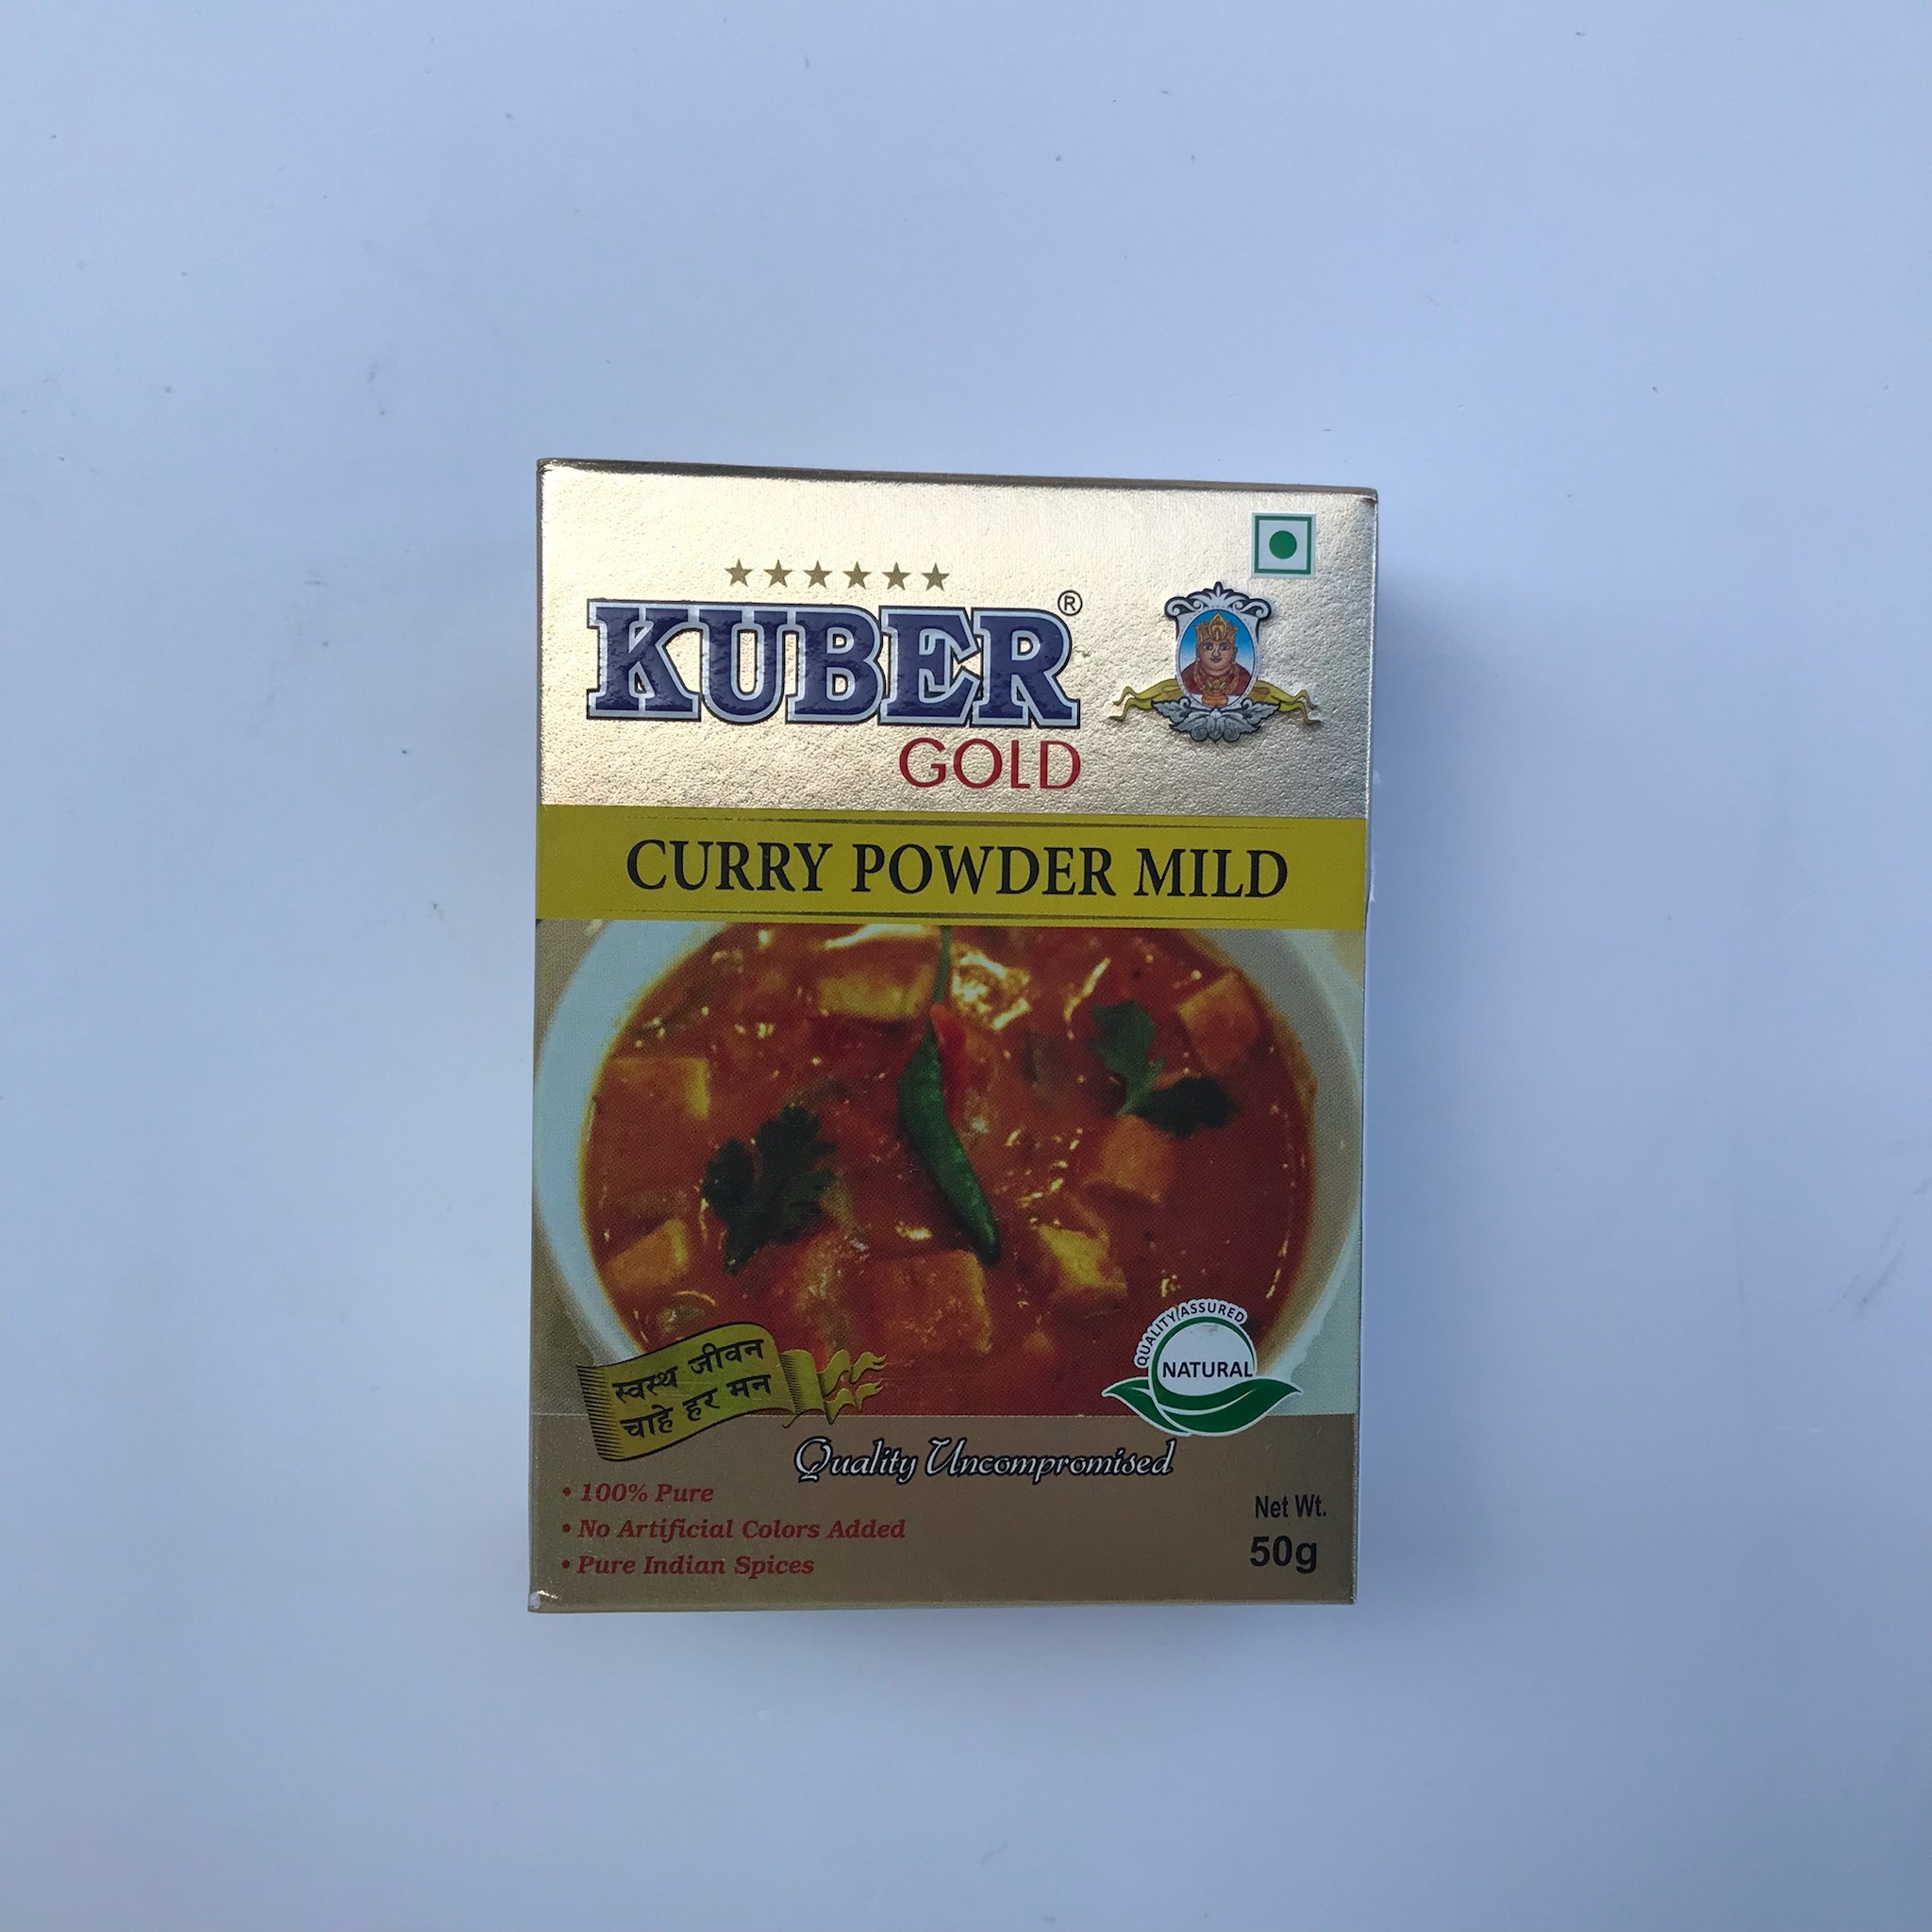 KUBER®
GOLD
CURRY POWDER MILD
QUALITY ASSURED
NATURAL
स्वस्थ जीवन
चाहे हर मन
Quality Uncompromised
• 100% Pure
• No Artificial Colors Added
• Pure Indian Spices
Net Wt.
50g